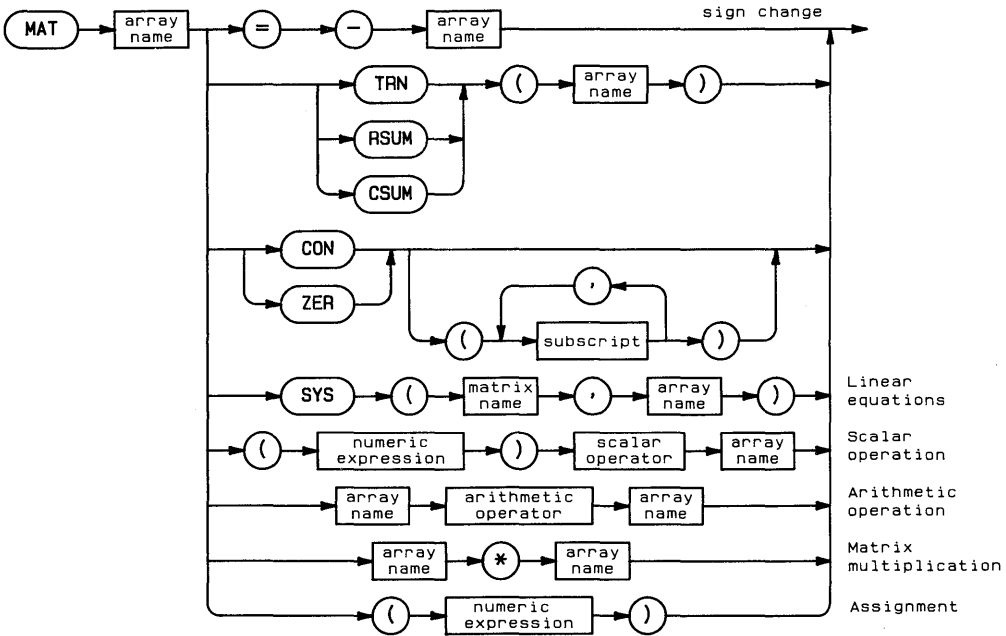 sign change
MAT array name = - array name
TRN ( array name )
RSUM
CSUM
CON
ZER
,
( subscript )
SYS ( matrix name , array name ) Linear equations
( numeric expression ) scalar operator array name Scalar operation
array name arithmetic operator array name Arithmetic operation
array name * array name Matrix multiplication
( numeric expression ) Assignment